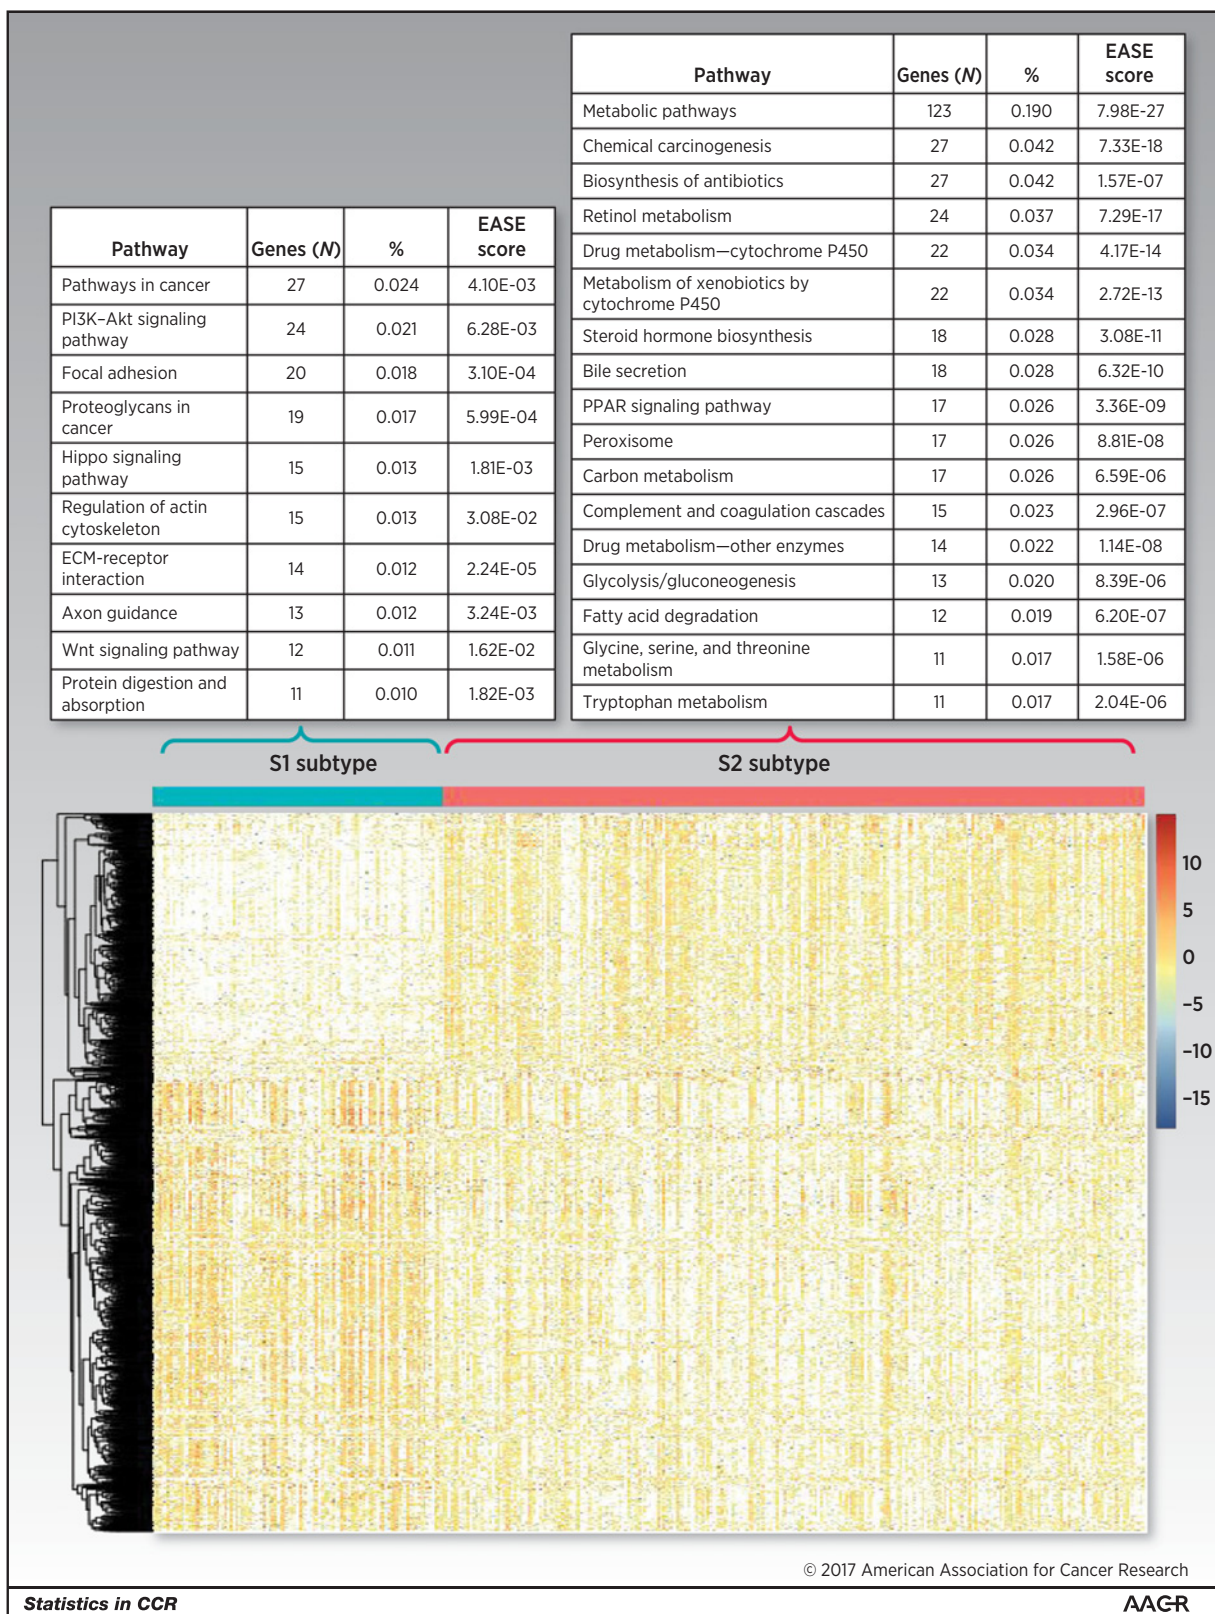 Pathway Genes (N) % EASE score
Pathways in cancer 27 0.024 4.10E-03
PI3K–Akt signaling pathway 24 0.021 6.28E-03
Focal adhesion 20 0.018 3.10E-04
Proteoglycans in cancer 19 0.017 5.99E-04
Hippo signaling pathway 15 0.013 1.81E-03
Regulation of actin cytoskeleton 15 0.013 3.08E-02
ECM-receptor interaction 14 0.012 2.24E-05
Axon guidance 13 0.012 3.24E-03
Wnt signaling pathway 12 0.011 1.62E-02
Protein digestion and absorption 11 0.010 1.82E-03
Pathway Genes (N) % EASE score
Metabolic pathways 123 0.190 7.98E-27
Chemical carcinogenesis 27 0.042 7.33E-18
Biosynthesis of antibiotics 27 0.042 1.57E-07
Retinol metabolism 24 0.037 7.29E-17
Drug metabolism—cytochrome P450 22 0.034 4.17E-14
Metabolism of xenobiotics by cytochrome P450 22 0.034 2.72E-13
Steroid hormone biosynthesis 18 0.028 3.08E-11
Bile secretion 18 0.028 6.32E-10
PPAR signaling pathway 17 0.026 3.36E-09
Peroxisome 17 0.026 8.81E-08
Carbon metabolism 17 0.026 6.59E-06
Complement and coagulation cascades 15 0.023 2.96E-07
Drug metabolism—other enzymes 14 0.022 1.14E-08
Glycolysis/gluconeogenesis 13 0.020 8.39E-06
Fatty acid degradation 12 0.019 6.20E-07
Glycine, serine, and threonine metabolism 11 0.017 1.58E-06
Tryptophan metabolism 11 0.017 2.04E-06
S1 subtype
S2 subtype
10
5
0
−5
−10
−15
© 2017 American Association for Cancer Research
Statistics in CCR
AACR